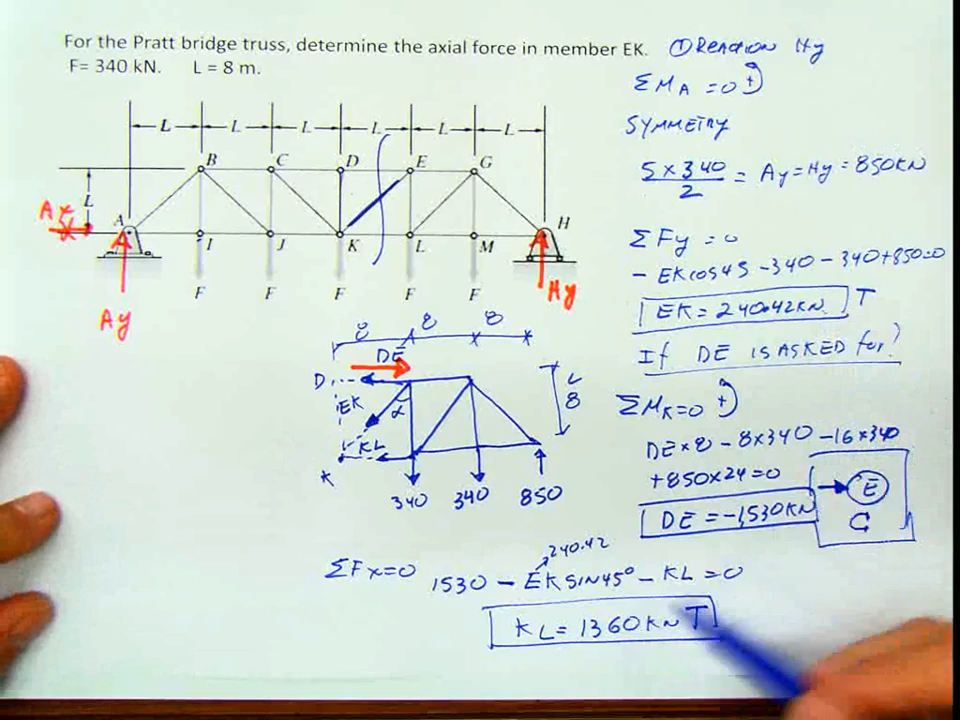 For the Pratt bridge truss, determine the axial force in member EK.
F= 340 kN. L = 8 m.
① REACTION Hy
ΣMA = 0 +
SYMMETRY
5 x 340 / 2 = Ay = Hy = 850KN
L L L L L L
B C D E G
L
Ax
A I J K L M H
F F F F F
Ay
Hy
ΣFy = 0
- EK cos 45 - 340 - 340 + 850 = 0
EK = 240.42 KN. T
If DE IS ASKED FOR?
ΣMK = 0 +
DE x 8 - 8 x 340 - 16 x 340
+ 850 x 24 = 0
DE = -1,530 KN
E
C
8 8 8
DE
D
EK
α
KL
K
L
8
340 340 850
ΣFx = 0 1530 - EK SIN 45° - KL = 0
240.42
KL = 1360 KN T